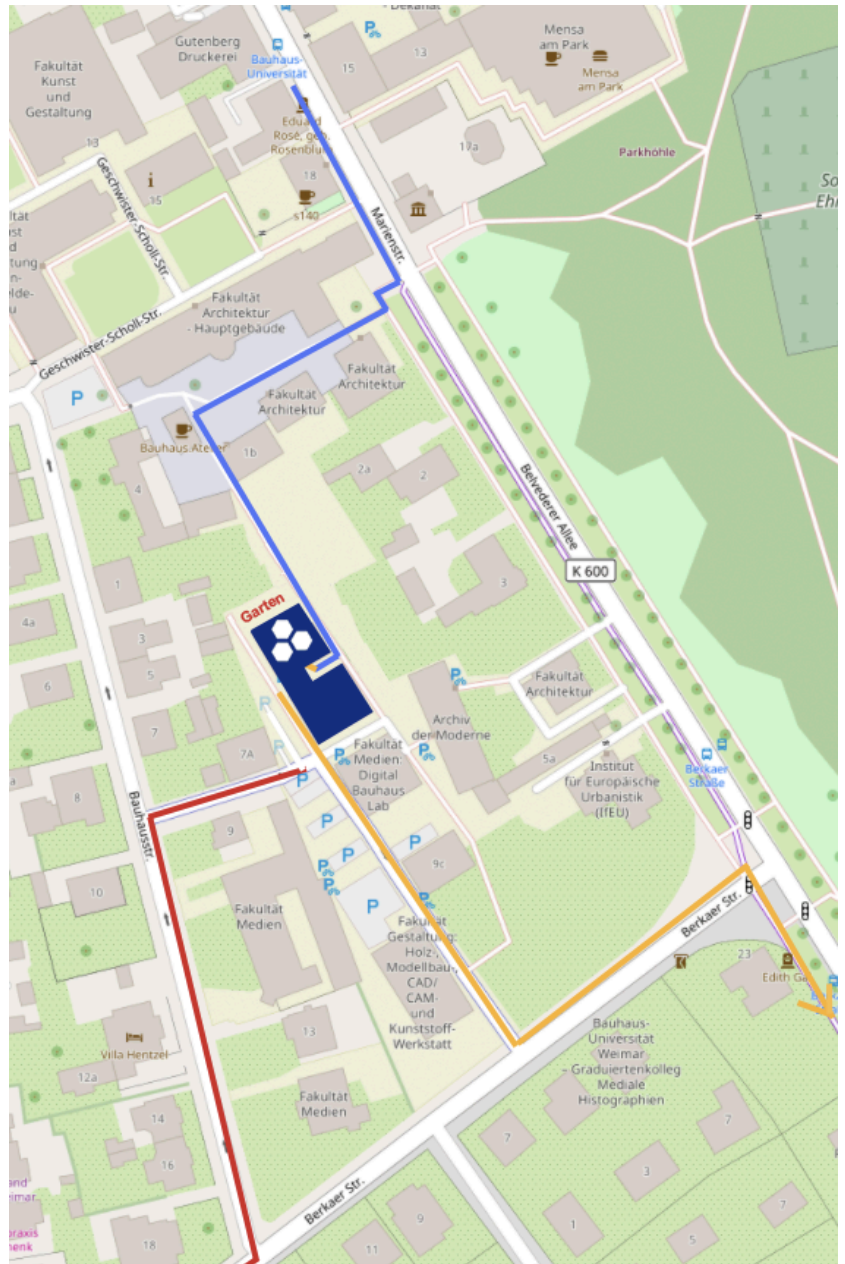 - Dekanat
Gutenberg
Druckerei
Bauhaus-
Universität
Mensa
am Park
Mensa
am Park
Fakultät
Kunst
und
Gestaltung
13
15
Eduard
Rosé, geb.
17a
Parkhöhle
13
18
i
16
s140
Geschwister-Scholl-Str.
Marienstr.
Fakultät
Architektur
- Hauptgebäude
Geschwister-Scholl-Str.
Fakultät
Architektur
Fakultät
Architektur
P
1b
2a
2
4
Belvederer Allee
K 600
3
1
Garten
4a
3
5
6
7
7A
Fakultät
Architektur
Archiv
der Moderne
5a
Institut
für Europäische
Urbanistik
(IfEU)
Berkaer
Straße
Fakultät
Medien:
Digital
Bauhaus
Lab
8
Bauhausstr.
9
P
P
P
P
P
9c
10
Fakultät
Medien
Fakultät
Gestaltung:
Holz-,
Modellbau-,
CAD/
CAM-
und
Kunststoff-
Werkstatt
Berkaer Str.
23
Villa Hentzel
12a
13
Fakultät
Medien
Bauhaus-
Universität
Weimar
- Graduiertenkolleg
Mediale
Histographien
14
16
7
7
3
Berkaer Str.
9
1
7
5
18
11